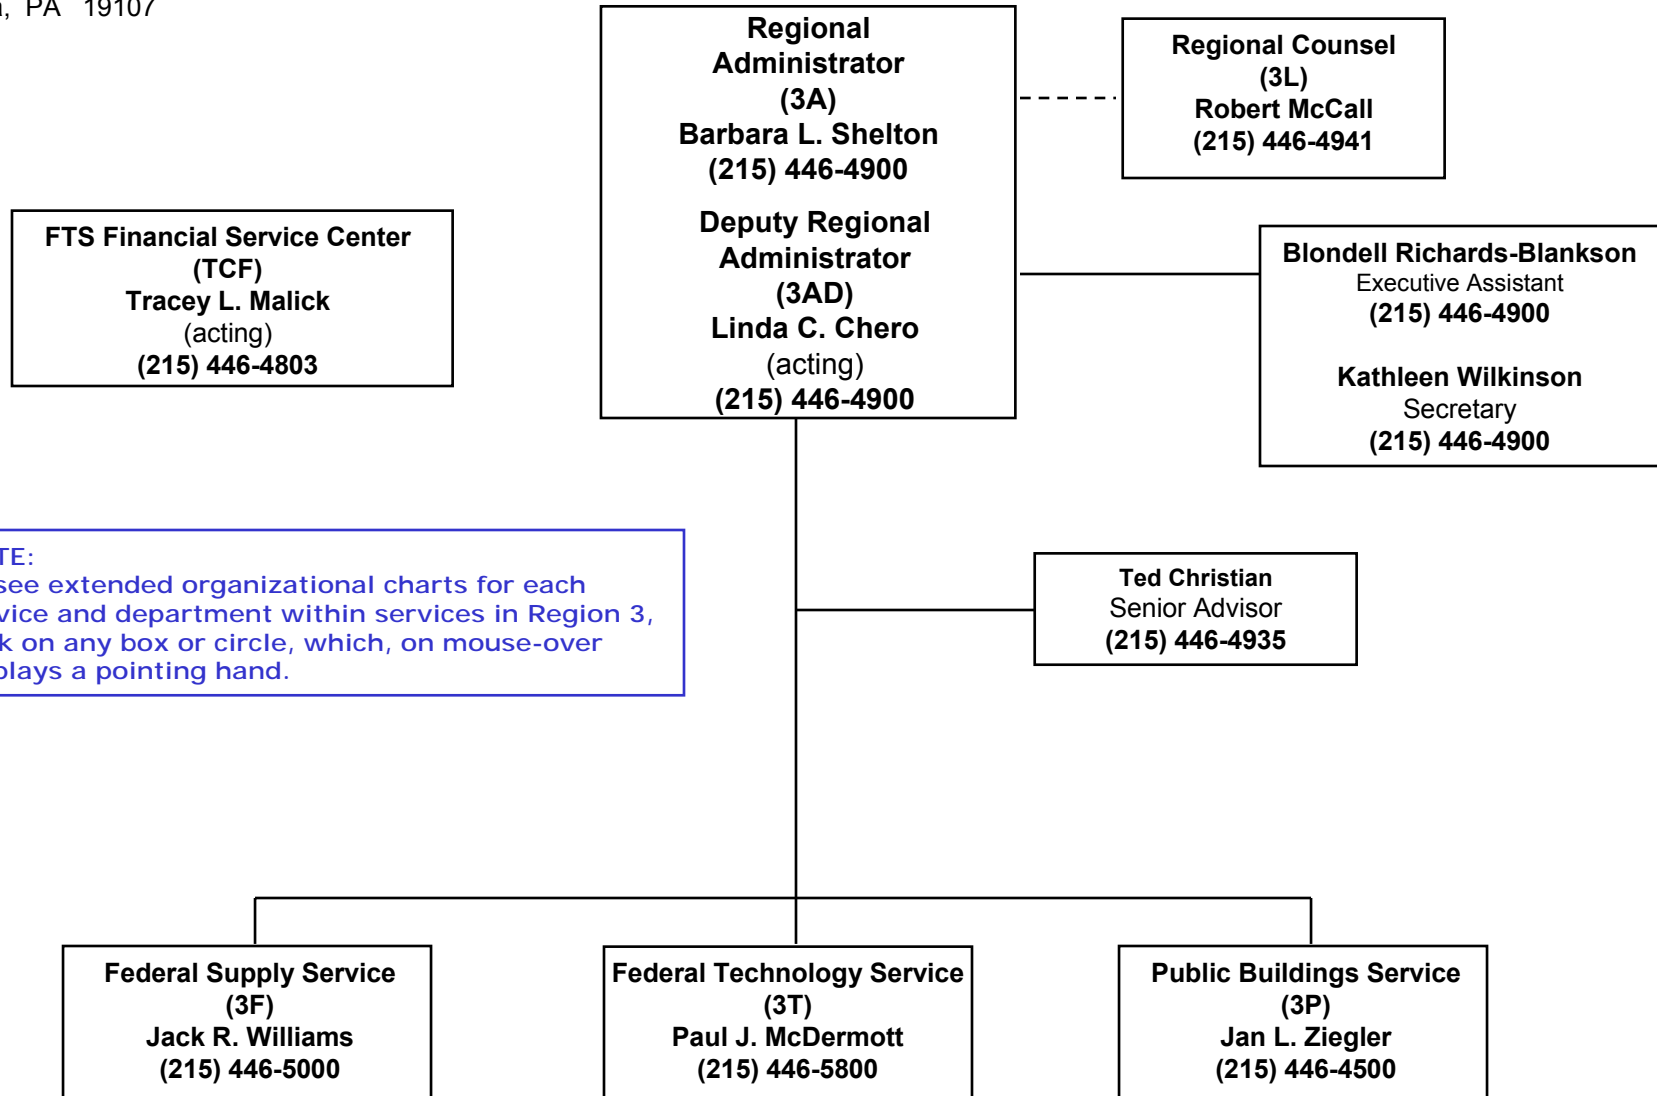 PA 19107
Regional
Administrator
(3A)
Barbara L. Shelton
(215) 446-4900
Deputy Regional
Administrator
(3AD)
Linda C. Chero
(acting)
(215) 446-4900
Regional Counsel
(3L)
Robert McCall
(215) 446-4941
FTS Financial Service Center
(TCF)
Tracey L. Malick
(acting)
(215) 446-4803
Blondell Richards-Blankson
Executive Assistant
(215) 446-4900
Kathleen Wilkinson
Secretary
(215) 446-4900
TE:
see extended organizational charts for each
vice and department within services in Region 3,
k on any box or circle, which, on mouse-over
plays a pointing hand.
Ted Christian
Senior Advisor
(215) 446-4935
Federal Supply Service
(3F)
Jack R. Williams
(215) 446-5000
Federal Technology Service
(3T)
Paul J. McDermott
(215) 446-5800
Public Buildings Service
(3P)
Jan L. Ziegler
(215) 446-4500